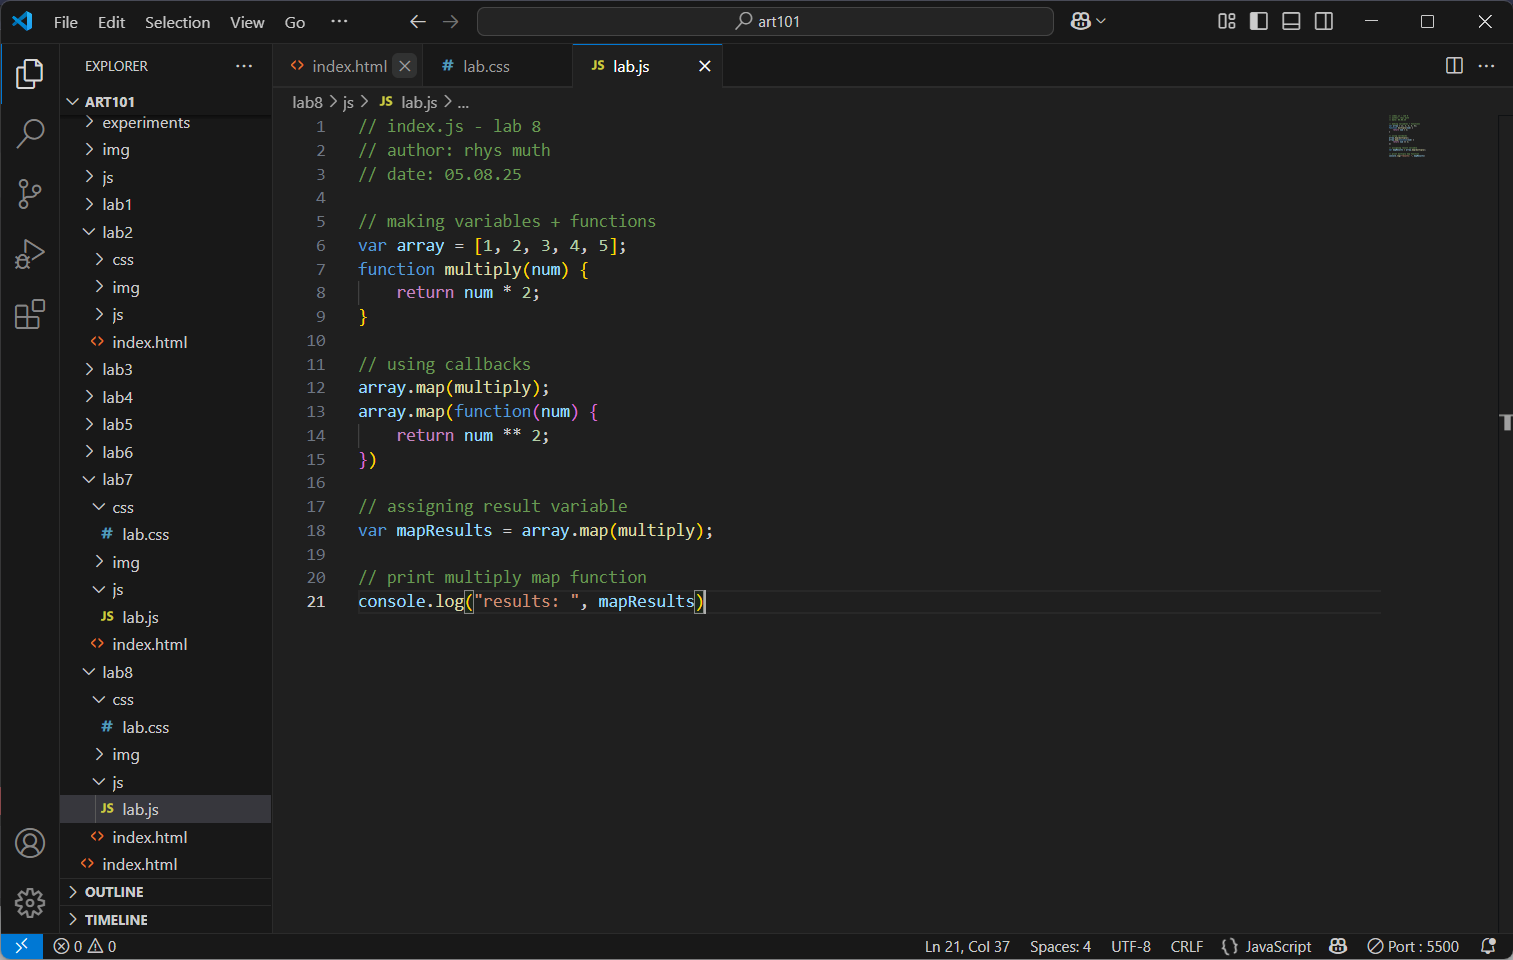 File Edit Selection View Go ··· art101
EXPLORER ···
ART101
experiments
img
js
lab1
lab2
css
img
js
index.html
lab3
lab4
lab5
lab6
lab7
css
lab.css
img
js
lab.js
index.html
lab8
css
lab.css
img
js
lab.js
index.html
index.html
OUTLINE
TIMELINE
index.html lab.css JS lab.js
lab8 > js > JS lab.js > ...
1 // index.js - lab 8
2 // author: rhys muth
3 // date: 05.08.25
4
5 // making variables + functions
6 var array = [1, 2, 3, 4, 5];
7 function multiply(num) {
8 return num * 2;
9 }
10
11 // using callbacks
12 array.map(multiply);
13 array.map(function(num) {
14 return num ** 2;
15 })
16
17 // assigning result variable
18 var mapResults = array.map(multiply);
19
20 // print multiply map function
21 console.log("results: ", mapResults)
0 0 Ln 21, Col 37 Spaces: 4 UTF-8 CRLF {} JavaScript Port : 5500